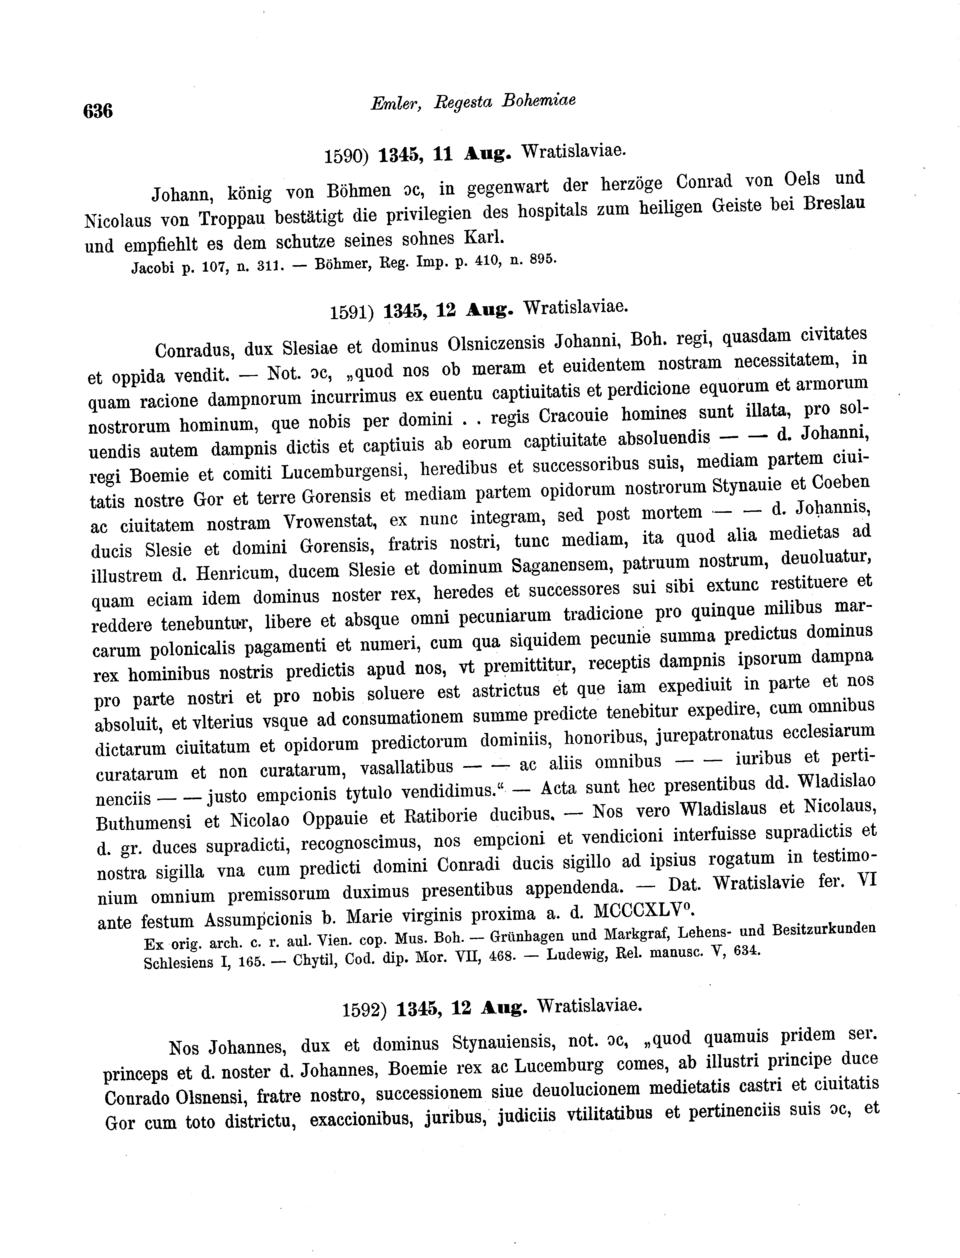 636
Emler, Regesta Bohemiae
1590) 1345, 11 Aug. Wratislaviae.
Johann, könig von Böhmen ɔc, in gegenwart der herzöge Conrad von Oels und
Nicolaus von Troppau bestätigt die privilegien des hospitals zum heiligen Geiste bei Breslau
und empfiehlt es dem schutze seines sohnes Karl.
Jacobi p. 107, n. 311. — Böhmer, Reg. Imp. p. 410, n. 895.
1591) 1345, 12 Aug. Wratislaviae.
Conradus, dux Slesiae et dominus Olsniczensis Johanni, Boh. regi, quasdam civitates
et oppida vendit. — Not. ɔc, „quod nos ob meram et euidentem nostram necessitatem, in
quam racione dampnorum incurrimus ex euentu captiuitatis et perdicione equorum et armorum
nostrorum hominum, que nobis per domini . . regis Cracouie homines sunt illata, pro sol-
uendis autem dampnis dictis et captiuis ab eorum captiuitate absoluendis — — d. Johanni,
regi Boemie et comiti Lucemburgensi, heredibus et successoribus suis, mediam partem ciui-
tatis nostre Gor et terre Gorensis et mediam partem opidorum nostrorum Stynauie et Coeben
ac ciuitatem nostram Vrowenstat, ex nunc integram, sed post mortem — — d. Johannis,
ducis Slesie et domini Gorensis, fratris nostri, tunc mediam, ita quod alia medietas ad
illustrem d. Henricum, ducem Slesie et dominum Saganensem, patruum nostrum, deuoluatur,
quam eciam idem dominus noster rex, heredes et successores sui sibi extunc restituere et
reddere tenebuntur, libere et absque omni pecuniarum tradicione pro quinque milibus mar-
carum polonicalis pagamenti et numeri, cum qua siquidem pecunie summa predictus dominus
rex hominibus nostris predictis apud nos, vt premittitur, receptis dampnis ipsorum dampna
pro parte nostri et pro nobis soluere est astrictus et que iam expediuit in parte et nos
absoluit, et vlterius vsque ad consumationem summe predicte tenebitur expedire, cum omnibus
dictarum ciuitatum et opidorum predictorum dominiis, honoribus, jurepatronatus ecclesiarum
curatarum et non curatarum, vasallatibus — — ac aliis omnibus — — iuribus et perti-
nenciis — — justo empcionis tytulo vendidimus.“ — Acta sunt hec presentibus dd. Wladislao
Buthumensi et Nicolao Oppauie et Ratiborie ducibus. — Nos vero Wladislaus et Nicolaus,
d. gr. duces supradicti, recognoscimus, nos empcioni et vendicioni interfuisse supradictis et
nostra sigilla vna cum predicti domini Conradi ducis sigillo ad ipsius rogatum in testimo-
nium omnium premissorum duximus presentibus appendenda. — Dat. Wratislavie fer. VI
ante festum Assumpcionis b. Marie virginis proxima a. d. MCCCXLV⁰.
Ex orig. arch. c. r. aul. Vien. cop. Mus. Boh. — Grünhagen und Markgraf, Lehens- und Besitzurkunden
Schlesiens I, 165. — Chytil, Cod. dip. Mor. VII, 468. — Ludewig, Rel. manusc. V, 634.
1592) 1345, 12 Aug. Wratislaviae.
Nos Johannes, dux et dominus Stynauiensis, not. ɔc, „quod quamuis pridem ser.
princeps et d. noster d. Johannes, Boemie rex ac Lucemburg comes, ab illustri principe duce
Conrado Olsnensi, fratre nostro, successionem siue deuolucionem medietatis castri et ciuitatis
Gor cum toto districtu, exaccionibus, juribus, judiciis vtilitatibus et pertinenciis suis ɔc, et